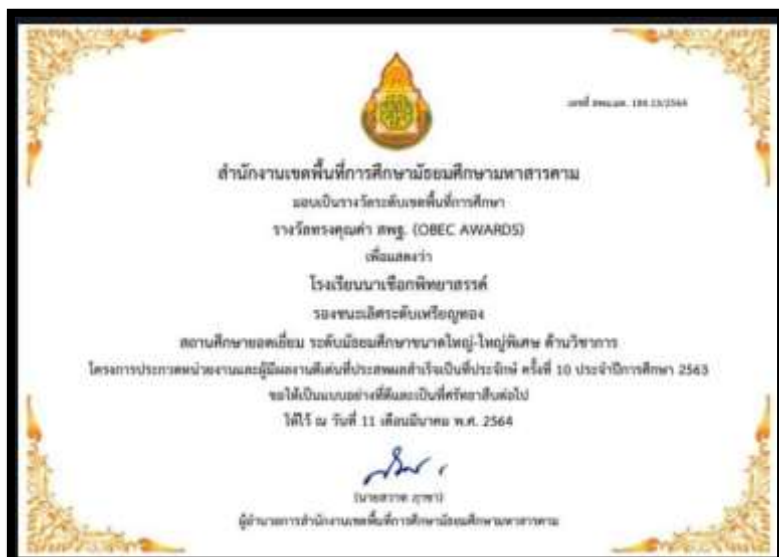 เลขที่ สพม.มค. 180.13/2564
สำนักงานเขตพื้นที่การศึกษามัธยมศึกษามหาสารคาม
มอบเป็นรางวัลระดับเขตพื้นที่การศึกษา
รางวัลทรงคุณค่า สพฐ. (OBEC AWARDS)
เพื่อแสดงว่า
โรงเรียนนาเชือกพิทยาสรรค์
รองชนะเลิศระดับเหรียญทอง
สถานศึกษายอดเยี่ยม ระดับมัธยมศึกษาขนาดใหญ่-ใหญ่พิเศษ ด้านวิชาการ
โครงการประกวดหน่วยงานและผู้มีผลงานดีเด่นที่ประสพผลสำเร็จเป็นที่ประจักษ์ ครั้งที่ 10 ประจำปีการศึกษา 2563
ขอให้เป็นแบบอย่างที่ดีและเป็นที่ศรัทธาสืบต่อไป
ให้ไว้ ณ วันที่ 11 เดือนมีนาคม พ.ศ. 2564
ผู้อำนวยการสำนักงานเขตพื้นที่การศึกษามัธยมศึกษามหาสารคาม